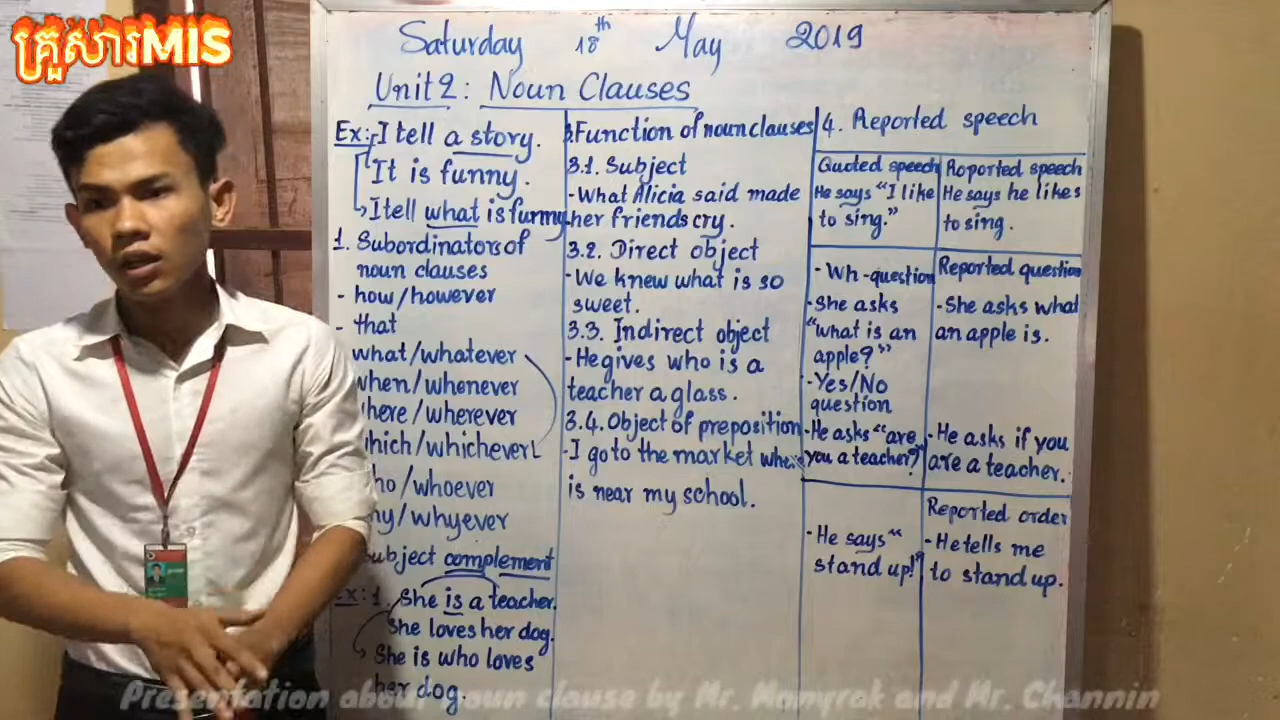 គ្រួសារMIS
Saturday 18th May 2019
Unit 2: Noun Clauses
Ex: I tell a story.
It is funny.
I tell what is funny.
1. Subordinators of
noun clauses
- how/however
- that
what/whatever
when/whenever
here/wherever
hich/whichever
ho/whoever
hy/whyever
ubject complement
Ex: 1. She is a teacher.
She loves her dog.
She is who loves
her dog.
3. Function of noun clauses
3.1. Subject
- What Alicia said made
her friends cry.
3.2. Direct object
- We knew what is so
sweet.
3.3. Indirect object
- He gives who is a
teacher a glass.
3.4. Object of preposition
- I go to the market
is near my school.
4. Reported speech
Quoted speech
He says "I like
to sing."
Roported speech
He says he likes
to sing.
- Wh-question
- She asks
"what is an
apple?"
- Yes/No
question
- He asks "are
you a teacher?"
Reported question
- She asks what
an apple is.
- He asks if you
are a teacher.
- He says "
stand up!"
Reported order
- He tells me
to stand up.
Presentation about noun clause by Mr. Monyrak and Mr. Channin